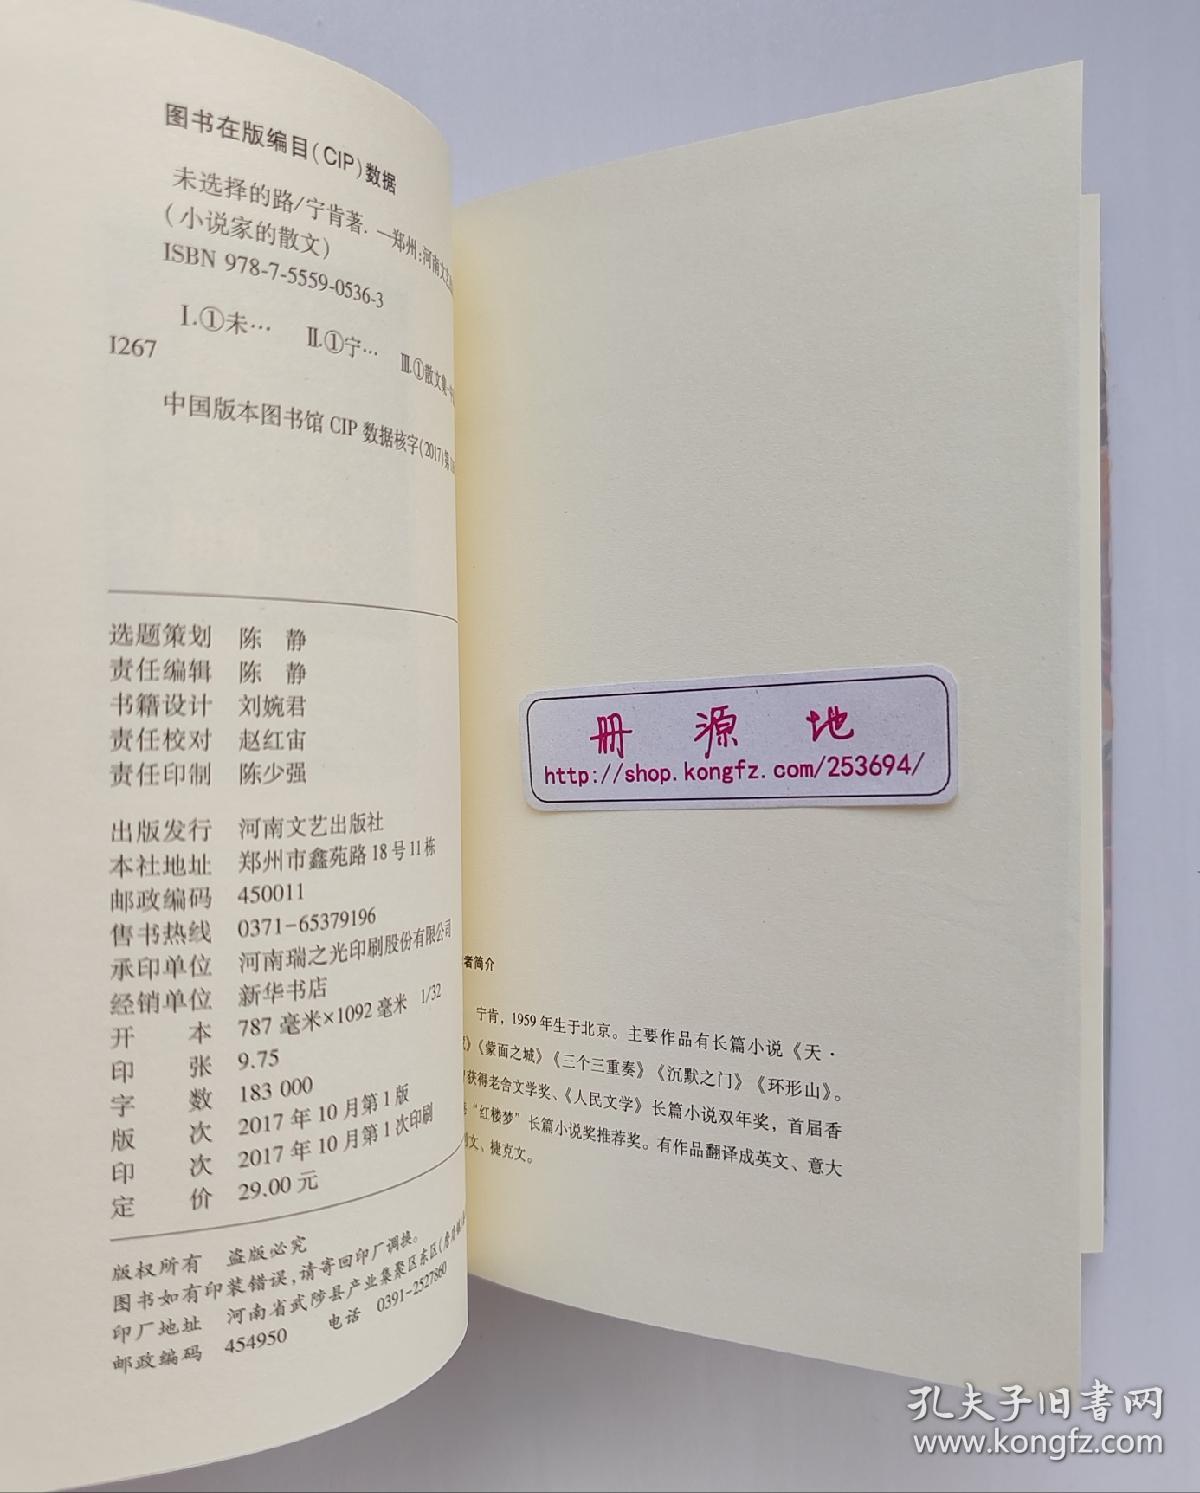 图书在版编目(CIP)数据
未选择的路/宁肯著. —郑州:河南文艺
(小说家的散文)
ISBN 978-7-5559-0536-3
Ⅰ.①未… Ⅱ.①宁… Ⅲ.①散文集
I267
中国版本图书馆 CIP 数据核字(2017)第
选题策划 陈 静
责任编辑 陈 静
书籍设计 刘婉君
责任校对 赵红宙
责任印制 陈少强
出版发行 河南文艺出版社
本社地址 郑州市鑫苑路18号11栋
邮政编码 450011
售书热线 0371-65379196
承印单位 河南瑞之光印刷股份有限公司
经销单位 新华书店
开 本 787 毫米×1092 毫米 1/32
印 张 9.75
字 数 183 000
版 次 2017 年 10 月第 1 版
印 次 2017 年 10 月第 1 次印刷
定 价 29.00 元
版权所有 盗版必究
图书如有印装错误,请寄回印厂调换。
印厂地址 河南省武陟县产业集聚区东区(
邮政编码 454950 电话 0391-2527860
册 源 地
http://shop.kongfz.com/253694/
者简介
宁肯，1959年生于北京。主要作品有长篇小说《天·
》《蒙面之城》《三个三重奏》《沉默之门》《环形山》。
获得老舍文学奖、《人民文学》长篇小说双年奖，首届香
“红楼梦”长篇小说奖推荐奖。有作品翻译成英文、意大
文、捷克文。
孔夫子旧书网
www.kongfz.com